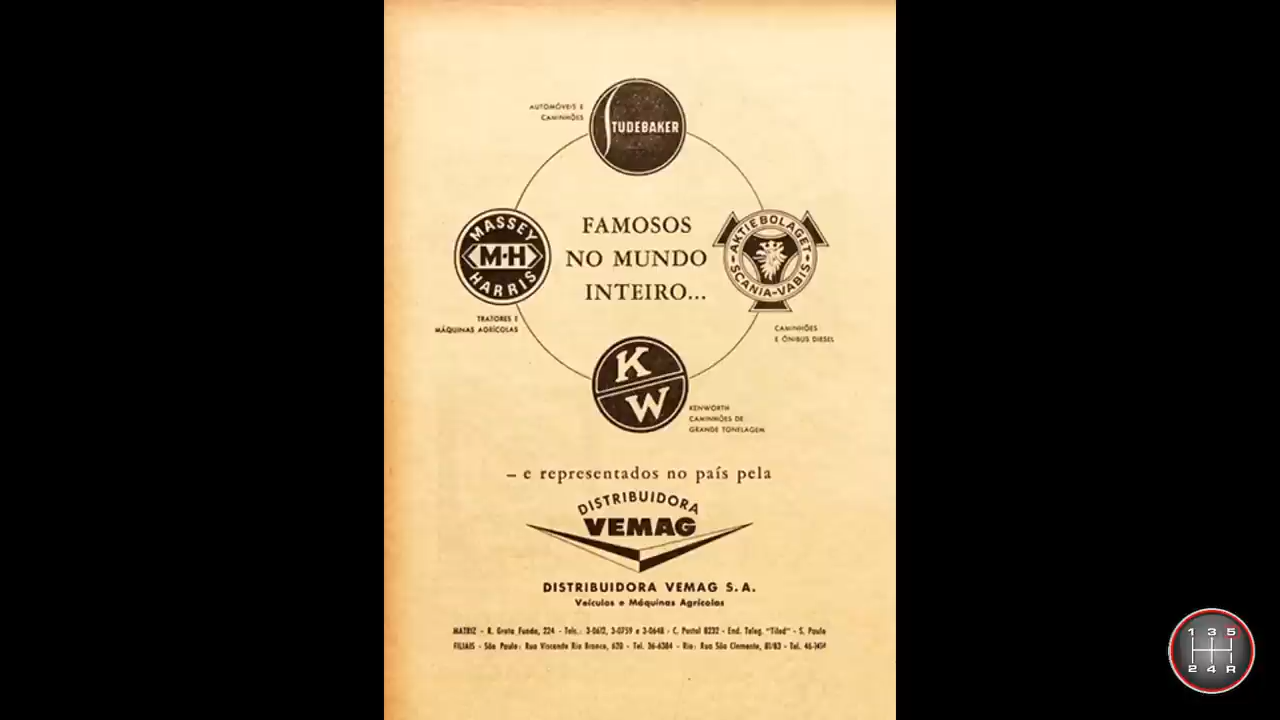 AUTOMÓVEIS E
CAMINHÕES
STUDEBAKER
MASSEY
M·H
HARRIS
TRATORES E
MÁQUINAS AGRÍCOLAS
FAMOSOS
NO MUNDO
INTEIRO...
AKTIEBOLAGET
SCANIA-VABIS
CAMINHÕES
E ÔNIBUS DIESEL
K
W
KENWORTH
CAMINHÕES DE
GRANDE TONELAGEM
– e representados no país pela
DISTRIBUIDORA
VEMAG
DISTRIBUIDORA VEMAG S.A.
Veículos e Máquinas Agrícolas
MATRIZ - R. Grota Funda, 224 - Tels.: 3-0612, 3-0759 e 3-0648 - C. Postal 8232 - End. Teleg. "Tiled" - S. Paulo
FILIAIS - São Paulo: Rua Visconde Rio Branco, 620 - Tel. 36-6384 - Rio: Rua São Clemente, 81/83 - Tel.
1 3 5
2 4 R